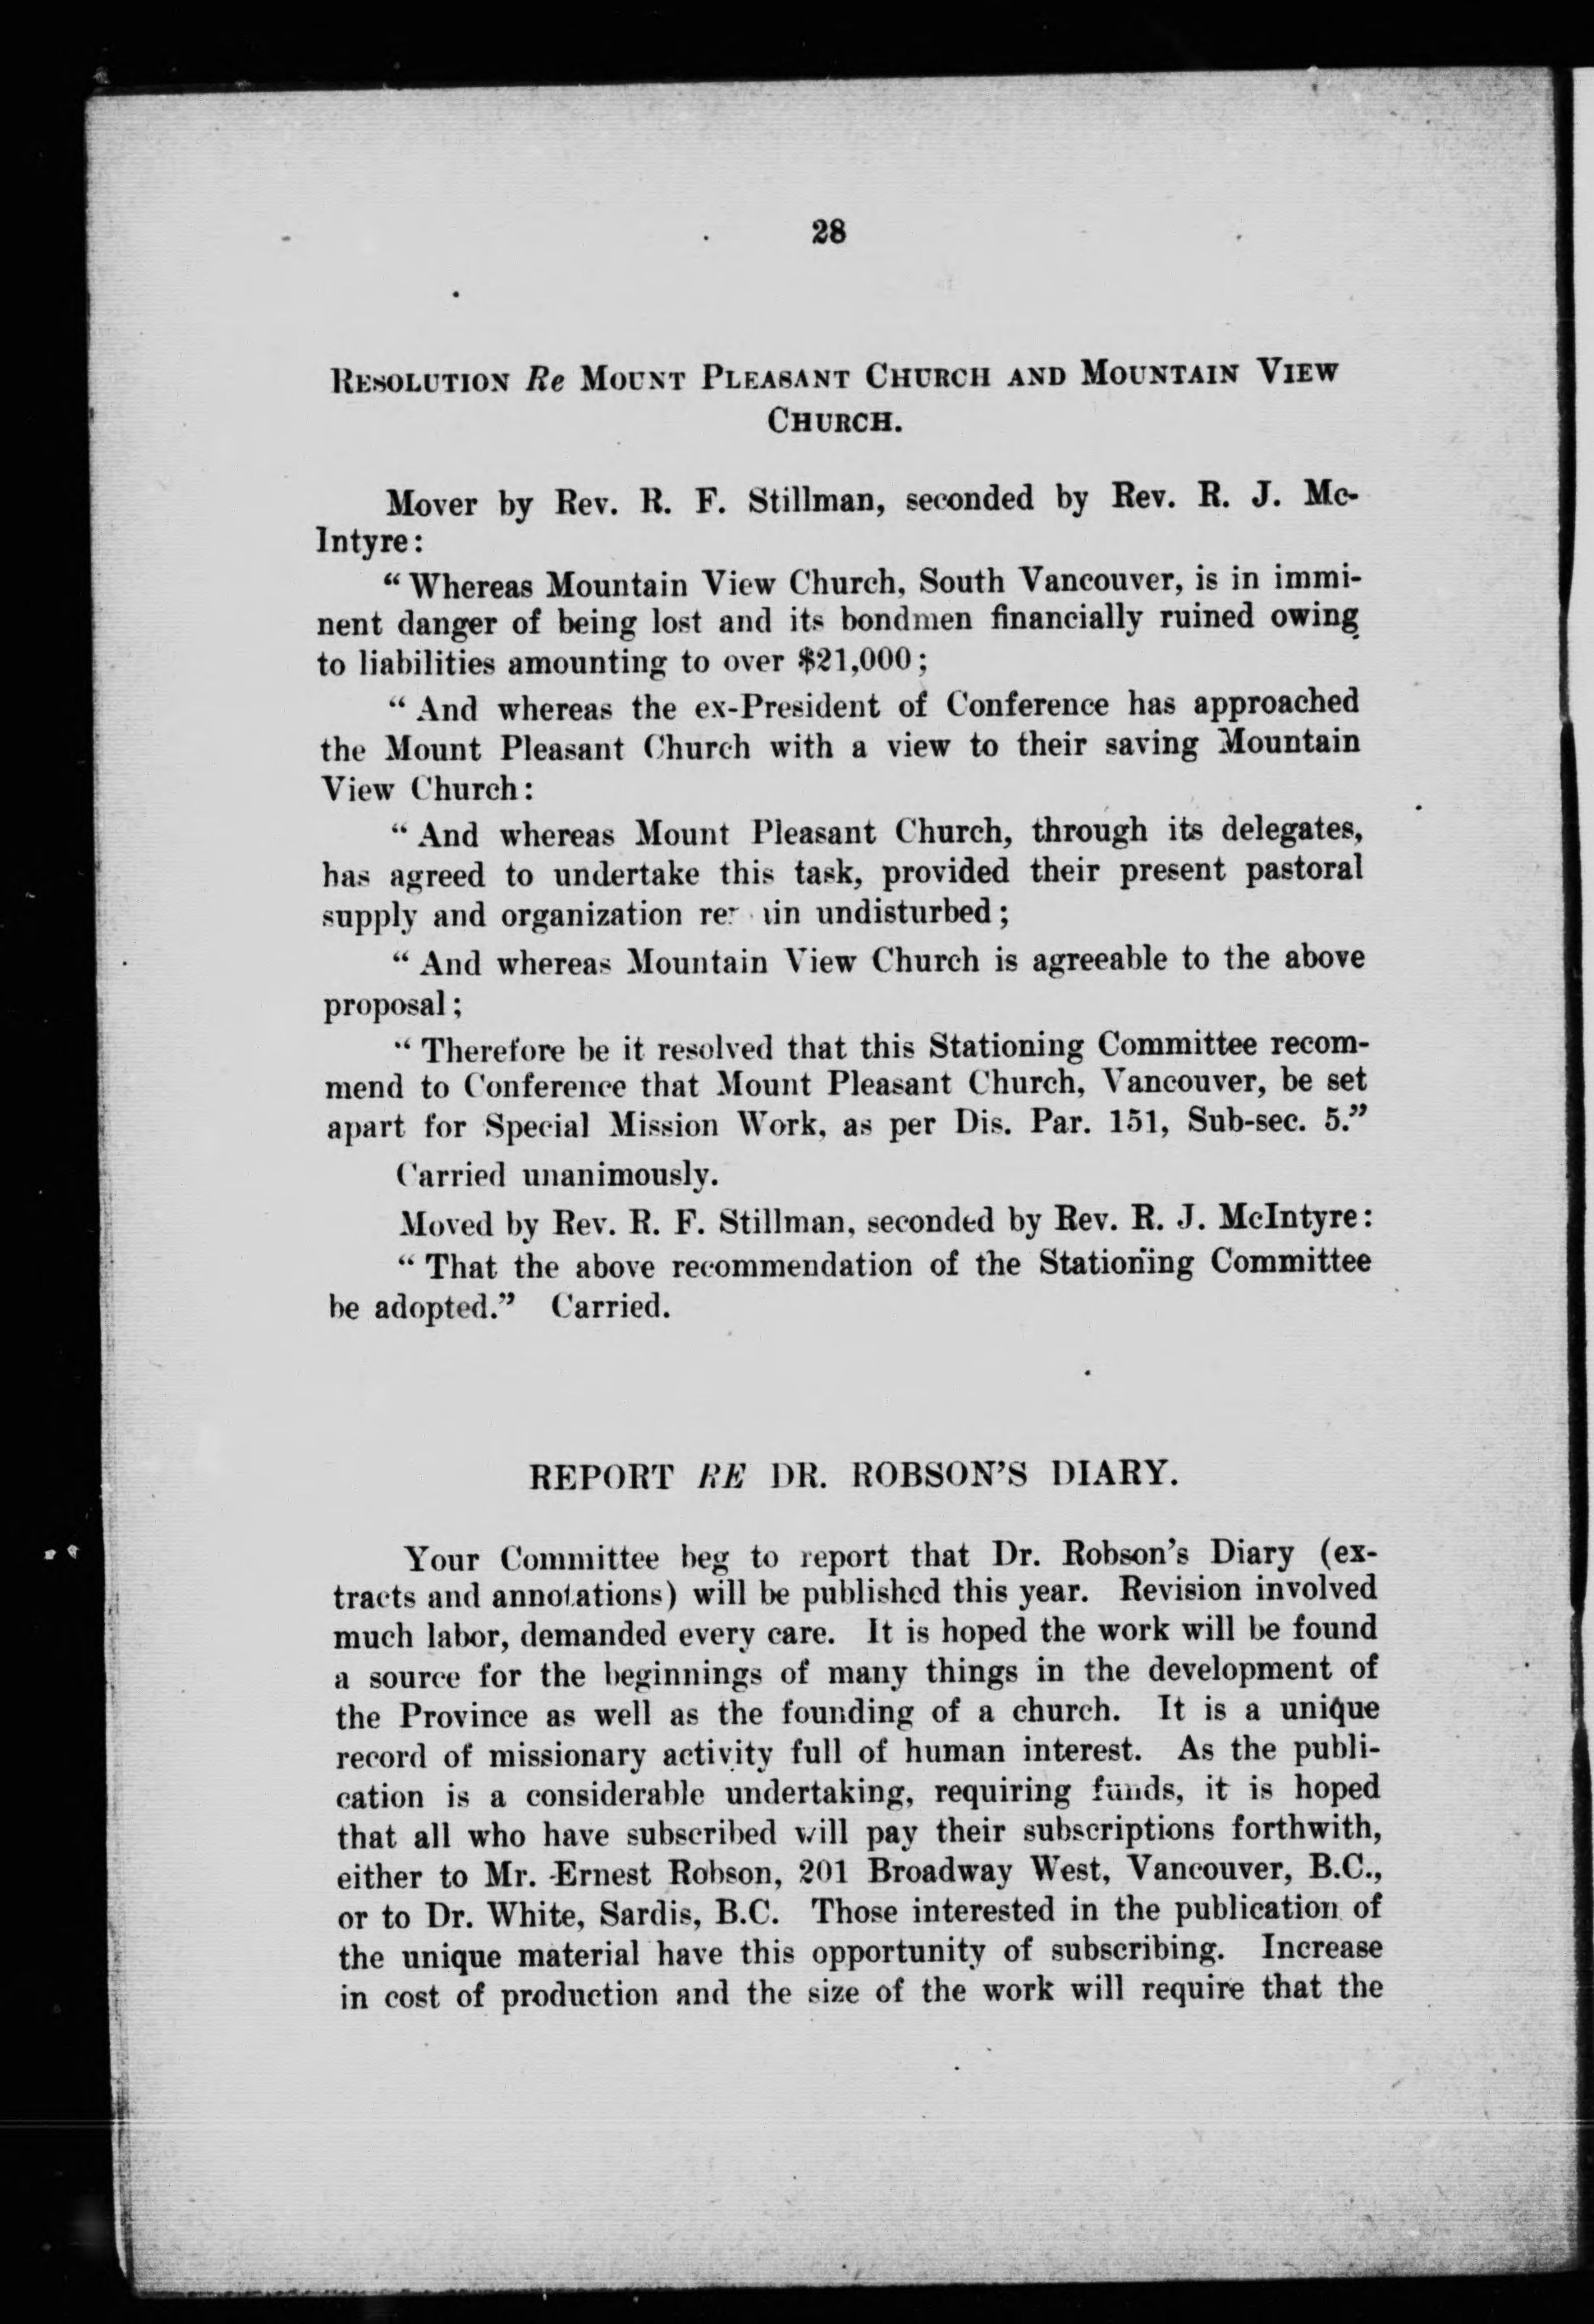 28
RESOLUTION Re MOUNT PLEASANT CHURCH AND MOUNTAIN VIEW
CHURCH.
Mover by Rev. R. F. Stillman, seconded by Rev. R. J. Mc-
Intyre:
“Whereas Mountain View Church, South Vancouver, is in immi-
nent danger of being lost and its bondmen financially ruined owing
to liabilities amounting to over $21,000;
“And whereas the ex-President of Conference has approached
the Mount Pleasant Church with a view to their saving Mountain
View Church:
“And whereas Mount Pleasant Church, through its delegates,
has agreed to undertake this task, provided their present pastoral
supply and organization undisturbed;
“And whereas Mountain View Church is agreeable to the above
proposal;
“Therefore be it resolved that this Stationing Committee recom-
mend to Conference that Mount Pleasant Church, Vancouver, be set
apart for Special Mission Work, as per Dis. Par. 151, Sub-sec. 5.”
Carried unanimously.
Moved by Rev. R. F. Stillman, seconded by Rev. R. J. McIntyre:
“That the above recommendation of the Stationing Committee
be adopted.” Carried.
REPORT RE DR. ROBSON’S DIARY.
Your Committee beg to report that Dr. Robson’s Diary (ex-
tracts and annotations) will be published this year. Revision involved
much labor, demanded every care. It is hoped the work will be found
a source for the beginnings of many things in the development of
the Province as well as the founding of a church. It is a unique
record of missionary activity full of human interest. As the publi-
cation is a considerable undertaking, requiring funds, it is hoped
that all who have subscribed will pay their subscriptions forthwith,
either to Mr. Ernest Robson, 201 Broadway West, Vancouver, B.C.,
or to Dr. White, Sardis, B.C. Those interested in the publication of
the unique material have this opportunity of subscribing. Increase
in cost of production and the size of the work will require that the